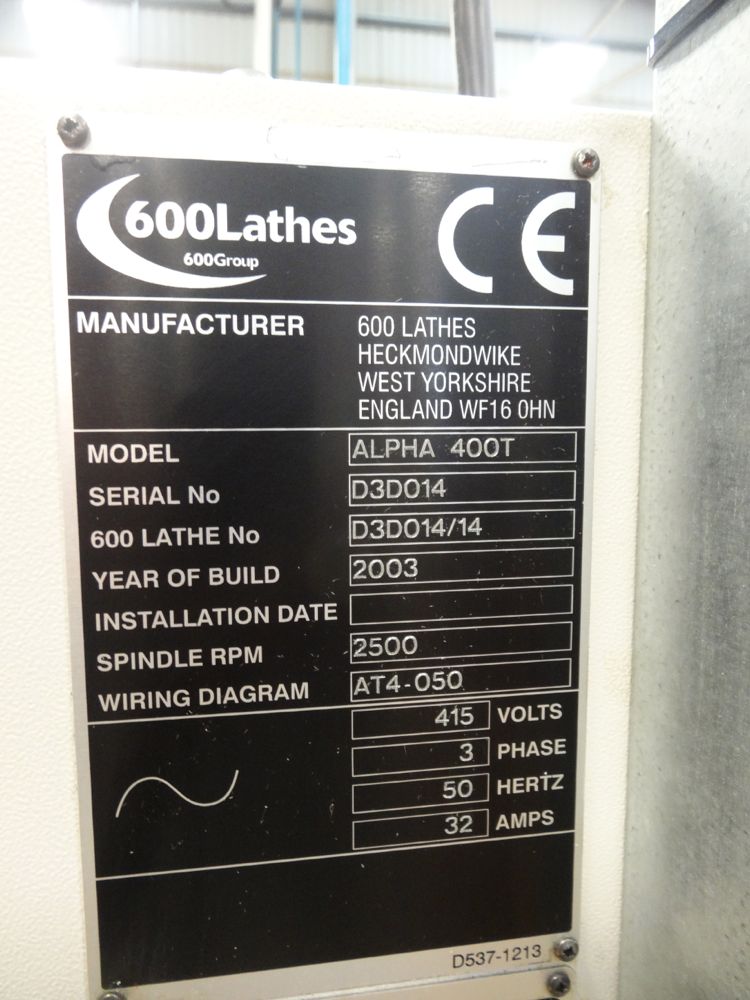 600Lathes
600Group
CE
MANUFACTURER 600 LATHES
HECKMONDWIKE
WEST YORKSHIRE
ENGLAND WF16 0HN
MODEL ALPHA 400T
SERIAL No D3D014
600 LATHE No D3D014/14
YEAR OF BUILD 2003
INSTALLATION DATE
SPINDLE RPM 2500
WIRING DIAGRAM AT4-050
415 VOLTS
3 PHASE
50 HERTZ
32 AMPS
D537-1213